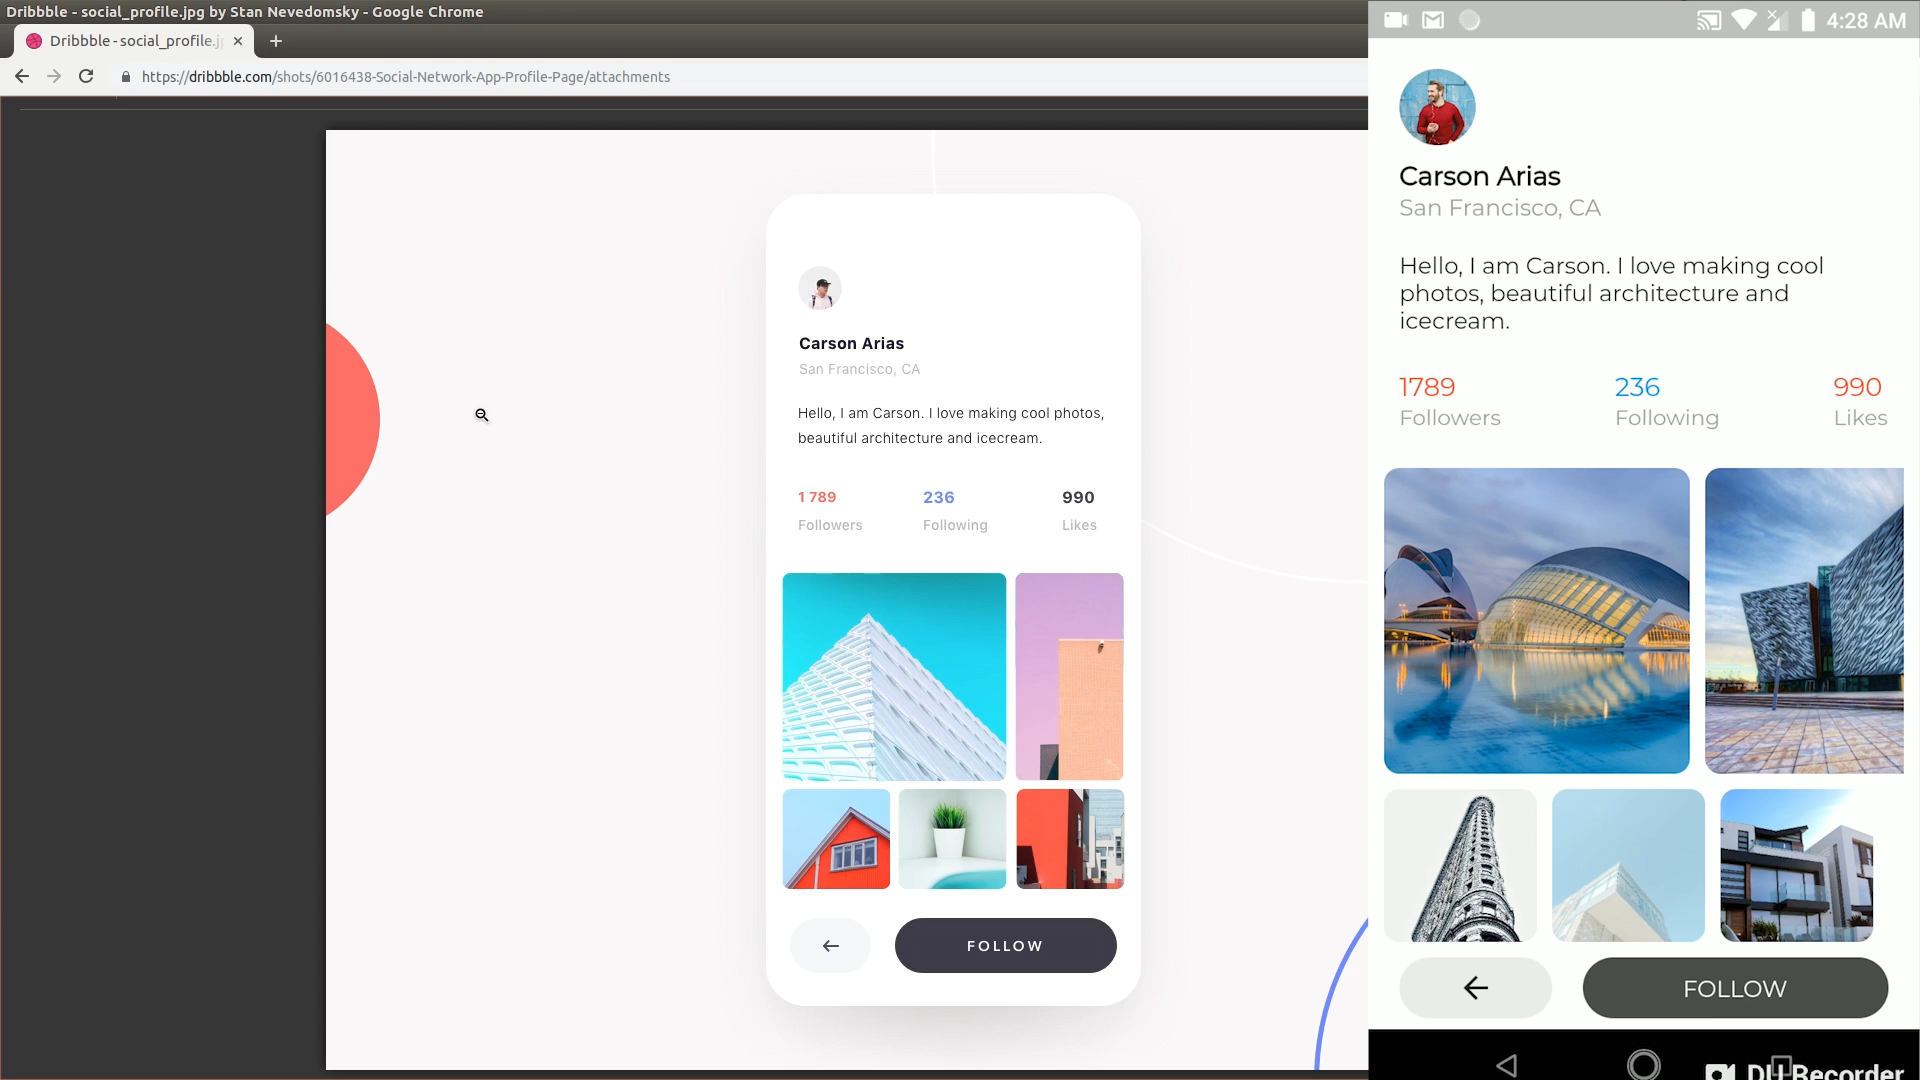 Dribbble - social_profile.jpg by Stan Nevedomsky - Google Chrome
Dribbble - social_profile.j
https://dribbble.com/shots/6016438-Social-Network-App-Profile-Page/attachments
Carson Arias
San Francisco, CA
Hello, I am Carson. I love making cool photos,
beautiful architecture and icecream.
1 789
236
990
Followers
Following
Likes
FOLLOW
4:28 AM
Carson Arias
San Francisco, CA
Hello, I am Carson. I love making cool
photos, beautiful architecture and
icecream.
1789
236
990
Followers
Following
Likes
FOLLOW
DU Recorder